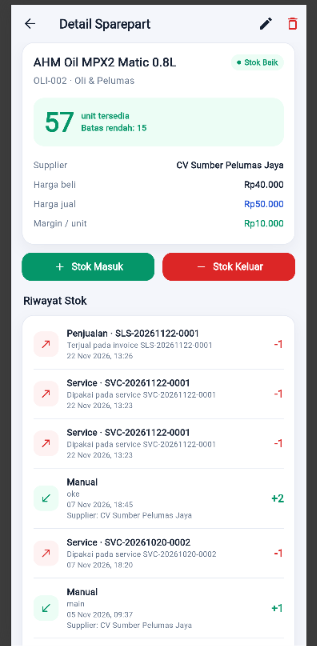 Detail Sparepart
AHM Oil MPX2 Matic 0.8L
Stok Baik
OLI-002 · Oli & Pelumas
57
unit tersedia
Batas rendah: 15
Supplier CV Sumber Pelumas Jaya
Harga beli Rp40.000
Harga jual Rp50.000
Margin / unit Rp10.000
+ Stok Masuk
− Stok Keluar
Riwayat Stok
Penjualan · SLS-20261122-0001
Terjual pada invoice SLS-20261122-0001
22 Nov 2026, 13:26
-1
Service · SVC-20261122-0001
Dipakai pada service SVC-20261122-0001
22 Nov 2026, 13:23
-1
Service · SVC-20261122-0001
Dipakai pada service SVC-20261122-0001
22 Nov 2026, 13:23
-1
Manual
oke
07 Nov 2026, 18:45
Supplier: CV Sumber Pelumas Jaya
+2
Service · SVC-20261020-0002
Dipakai pada service SVC-20261020-0002
07 Nov 2026, 18:20
-1
Manual
main
05 Nov 2026, 09:37
Supplier: CV Sumber Pelumas Jaya
+1